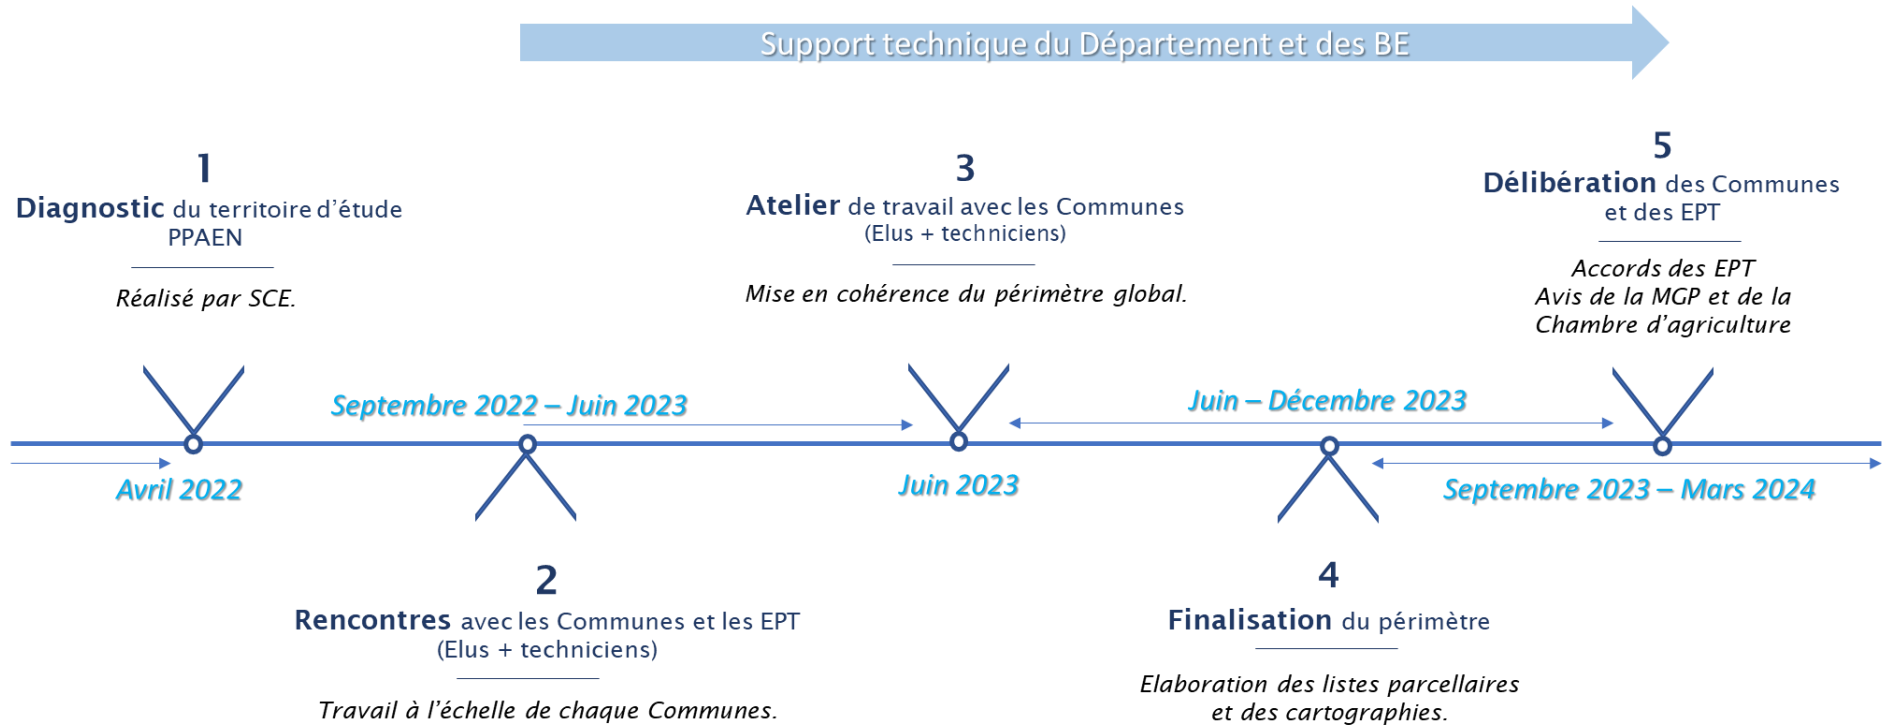 Support technique du Département et des BE
1
Diagnostic du territoire d’étude
PPAEN
Réalisé par SCE.
3
Atelier de travail avec les Communes
(Elus + techniciens)
Mise en cohérence du périmètre global.
5
Délibération des Communes
et des EPT
Accords des EPT
Avis de la MGP et de la
Chambre d’agriculture
Septembre 2022 – Juin 2023
Juin – Décembre 2023
Avril 2022
Juin 2023
Septembre 2023 – Mars 2024
2
Rencontres avec les Communes et les EPT
(Elus + techniciens)
Travail à l’échelle de chaque Communes.
4
Finalisation du périmètre
Elaboration des listes parcellaires
et des cartographies.